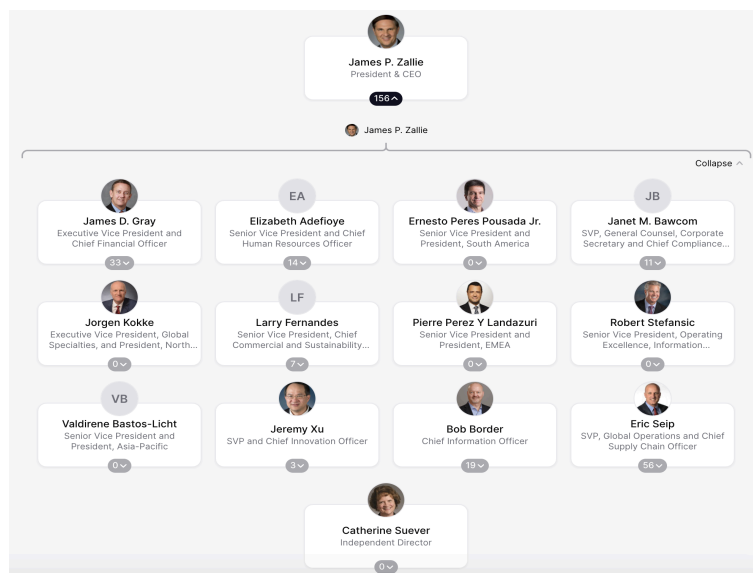 James P. Zallie
President & CEO
156
James P. Zallie
Collapse
James D. Gray
Executive Vice President and
Chief Financial Officer
33
EA
Elizabeth Adefioye
Senior Vice President and Chief
Human Resources Officer
14
Ernesto Peres Pousada Jr.
Senior Vice President and
President, South America
0
JB
Janet M. Bawcom
SVP, General Counsel, Corporate
Secretary and Chief Compliance...
11
Jorgen Kokke
Executive Vice President, Global
Specialties, and President, North...
0
LF
Larry Fernandes
Senior Vice President, Chief
Commercial and Sustainability...
7
Pierre Perez Y Landazuri
Senior Vice President and
President, EMEA
0
Robert Stefansic
Senior Vice President, Operating
Excellence, Information...
0
VB
Valdirene Bastos-Licht
Senior Vice President and
President, Asia-Pacific
0
Jeremy Xu
SVP and Chief Innovation Officer
3
Bob Border
Chief Information Officer
19
Eric Seip
SVP, Global Operations and Chief
Supply Chain Officer
56
Catherine Suever
Independent Director
0